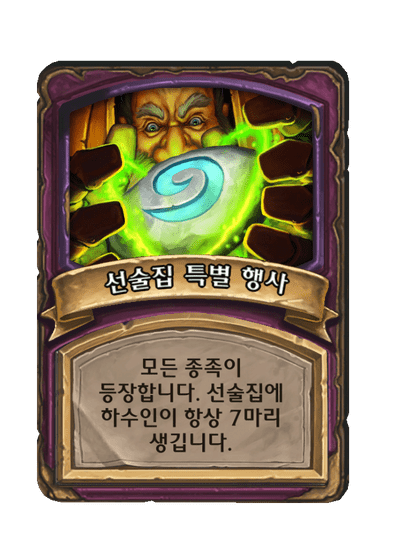 선술집 특별 행사
모든 종족이
등장합니다. 선술집에
하수인이 항상 7마리
생깁니다.